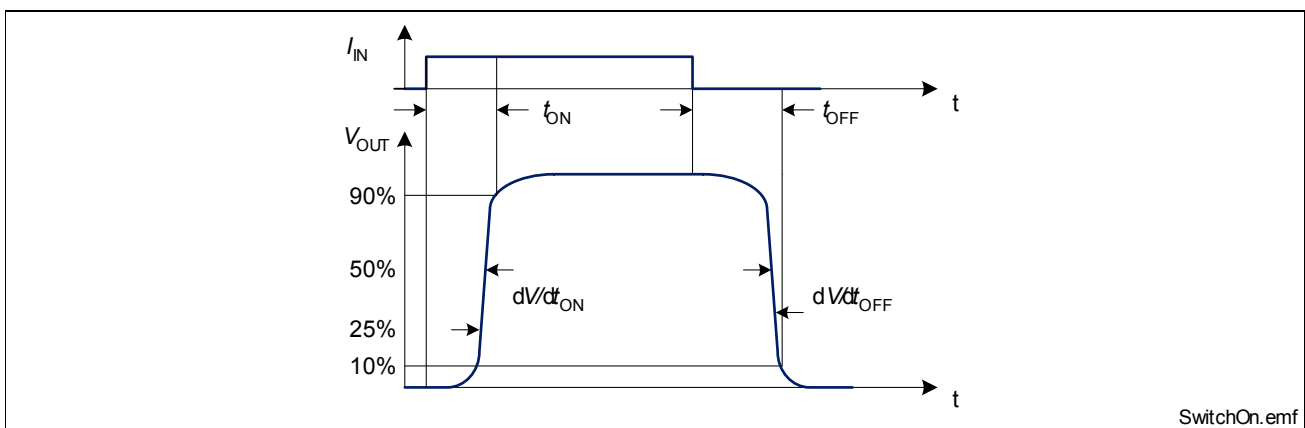 I_IN
t
t_ON
t_OFF
V_OUT
90%
50%
dV/dt_ON
dV/dt_OFF
25%
10%
t
SwitchOn.emf